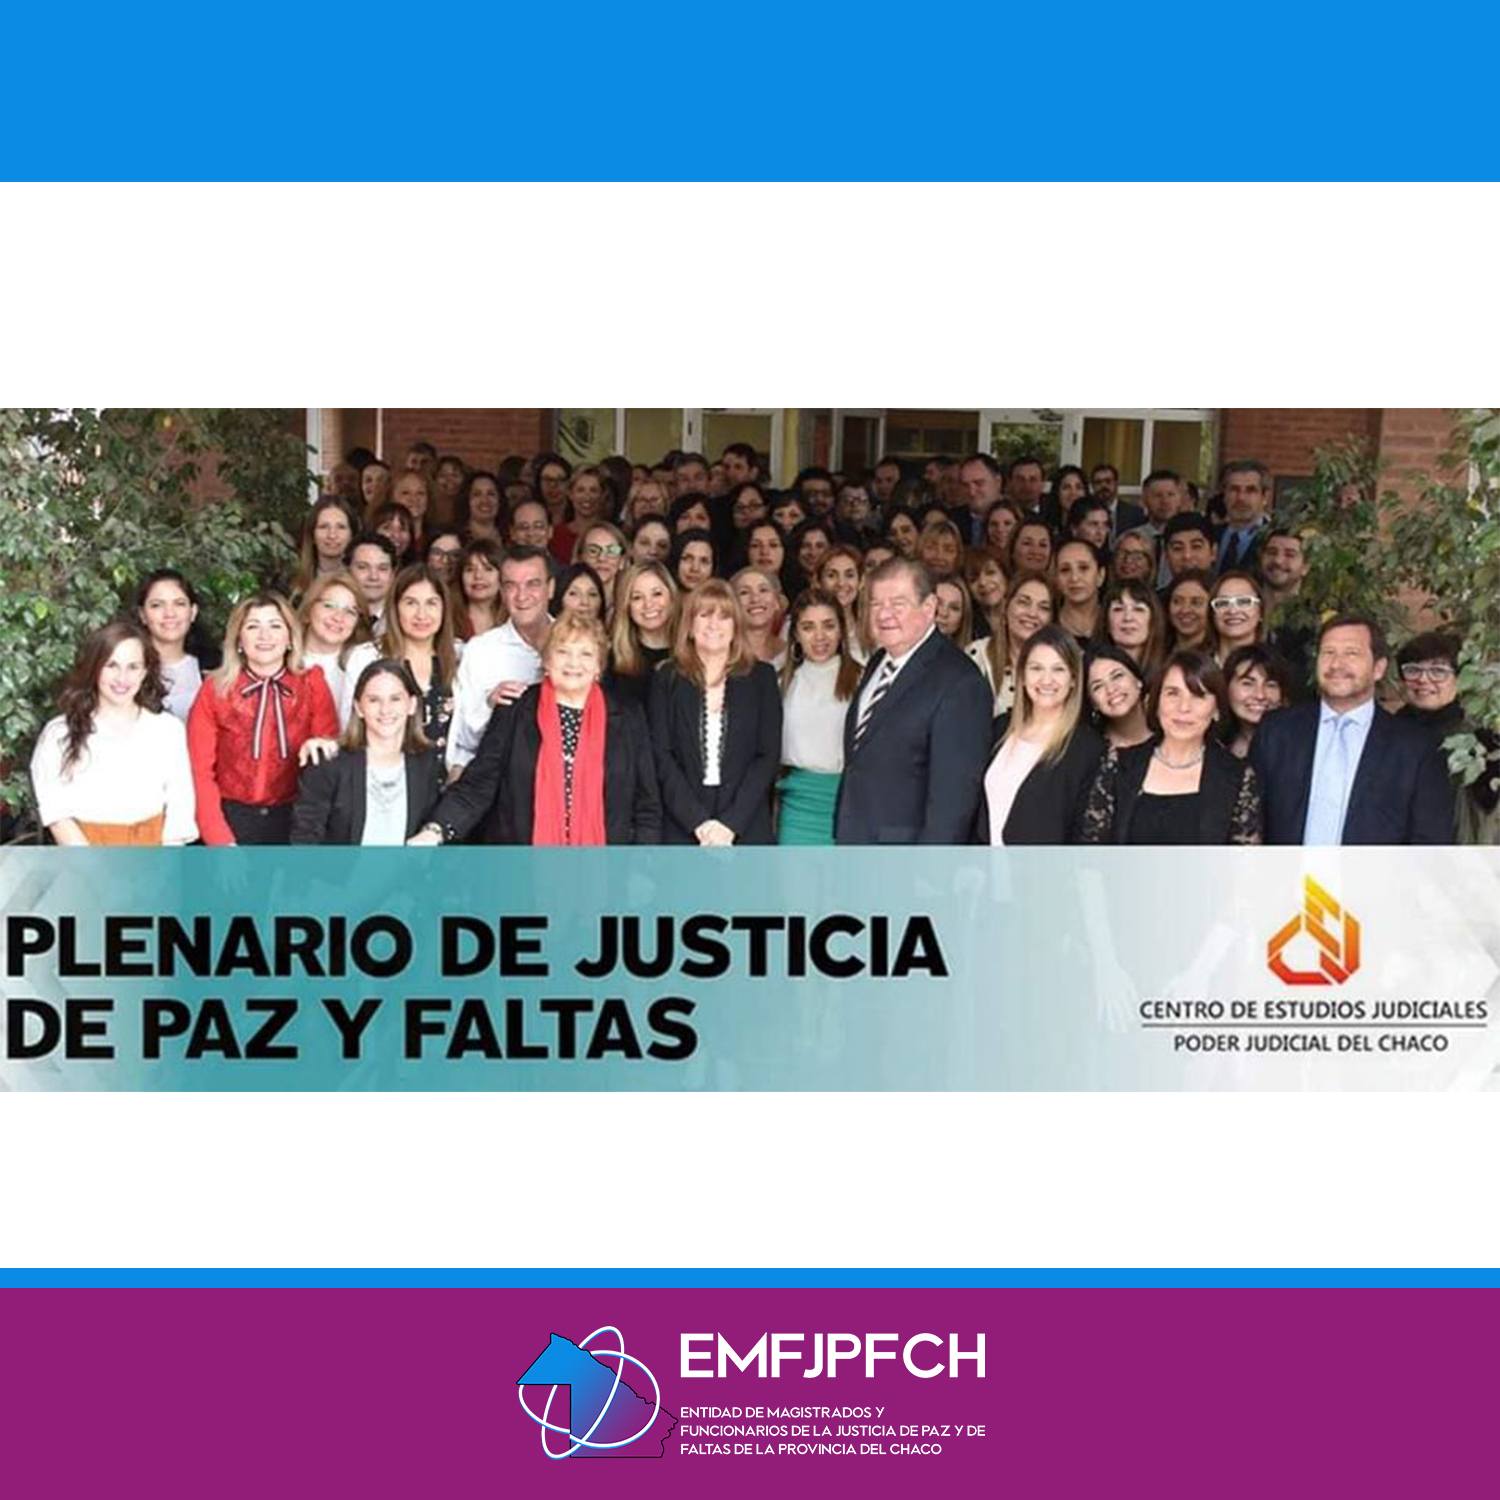 PLENARIO DE JUSTICIA
DE PAZ Y FALTAS
CENTRO DE ESTUDIOS JUDICIALES
PODER JUDICIAL DEL CHACO
EMFJPFCH
ENTIDAD DE MAGISTRADOS Y
FUNCIONARIOS DE LA JUSTICIA DE PAZ Y DE
FALTAS DE LA PROVINCIA DEL CHACO